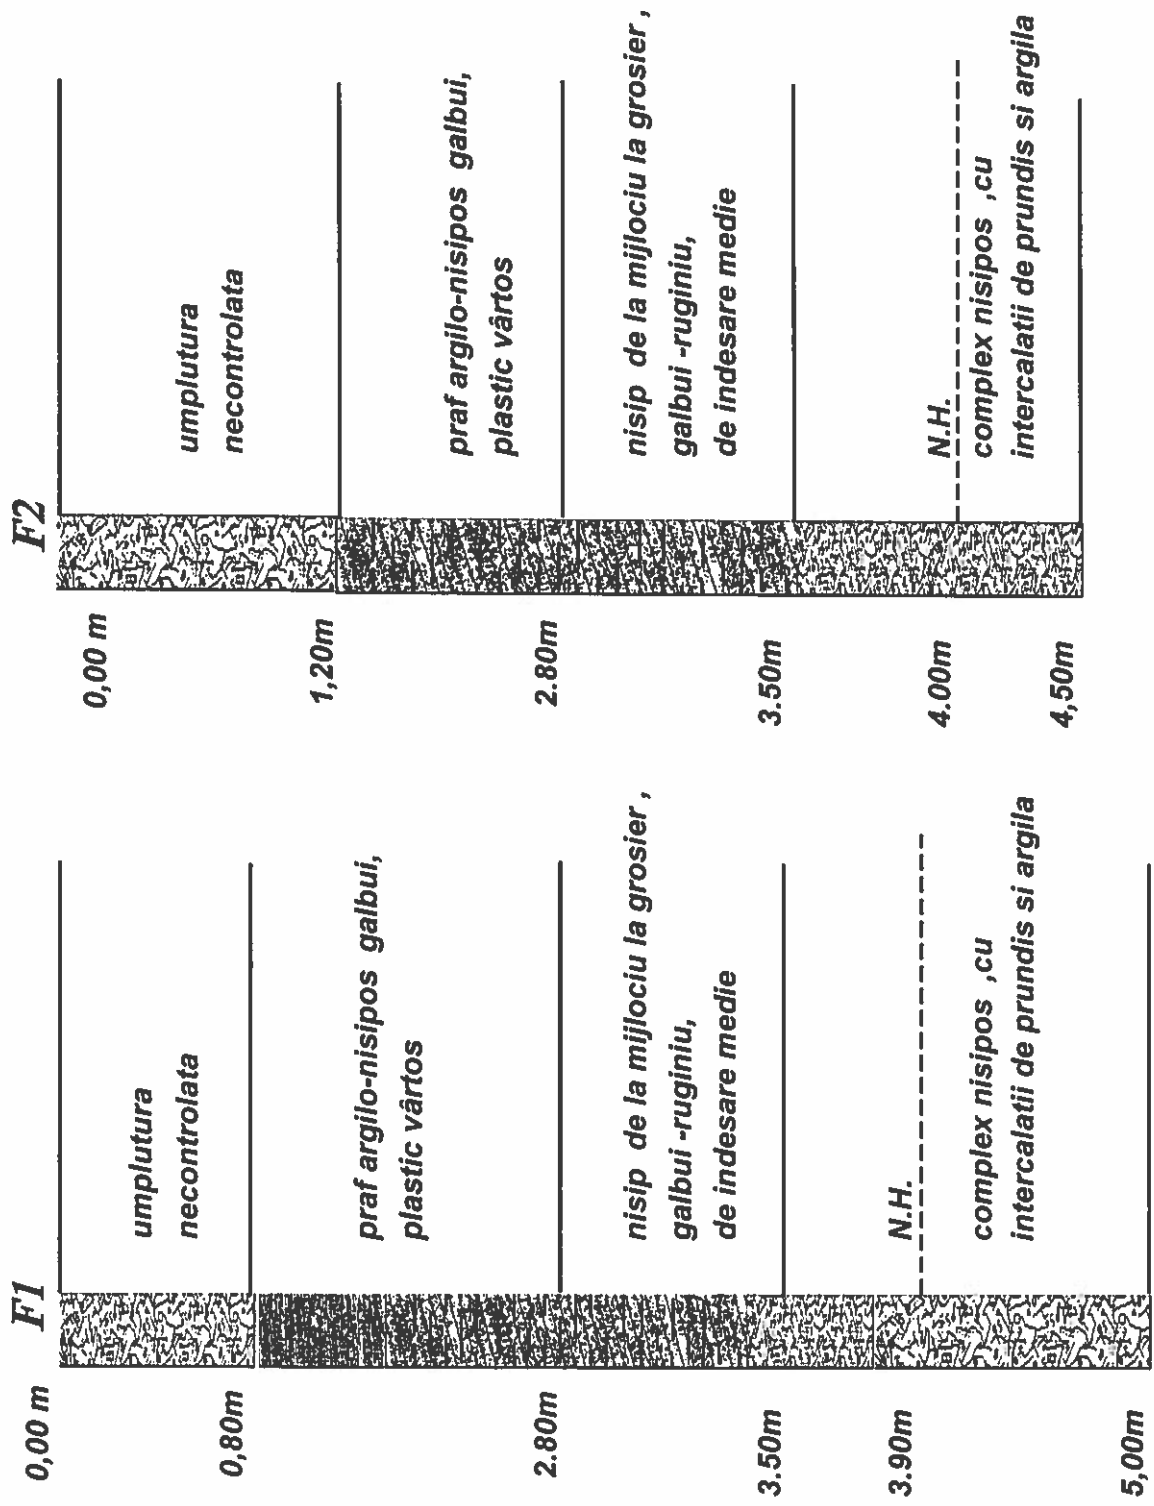 F1
0,00 m
umplutura
necontrolata
0,80m
praf argilo-nisipos galbui,
plastic vârtos
2.80m
nisip de la mijlociu la grosier ,
galbui -ruginiu,
de indesare medie
3.50m
N.H.
3.90m
complex nisipos ,cu
intercalatii de prundis si argila
5,00m
F2
0,00 m
umplutura
necontrolata
1,20m
praf argilo-nisipos galbui,
plastic vârtos
2.80m
nisip de la mijlociu la grosier ,
galbui -ruginiu,
de indesare medie
3.50m
N.H.
4.00m
complex nisipos ,cu
intercalatii de prundis si argila
4,50m